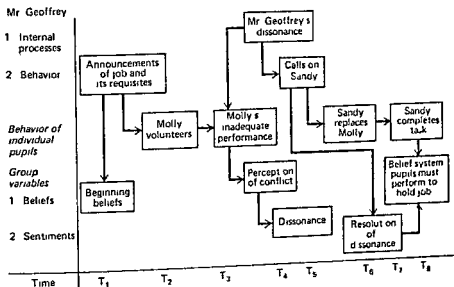 Mr Geoffrey
1 Internal
processes
2 Behavior
Behavior of
individual
pupils
Group
variables
1 Beliefs
2 Sentiments
Mr Geoffrey's
dissonance
Announcements
of job and
its requisites
Calls on
Sandy
Molly
volunteers
Molly s
inadequate
performance
Sandy
replaces
Molly
Sandy
completes
task
Beginning
beliefs
Percept on
of conflict
Belief system
pupils must
perform to
hold job
Dissonance
Resolution
of
dissonance
Time
T1
T2
T3
T4
T5
T6
T7
T8